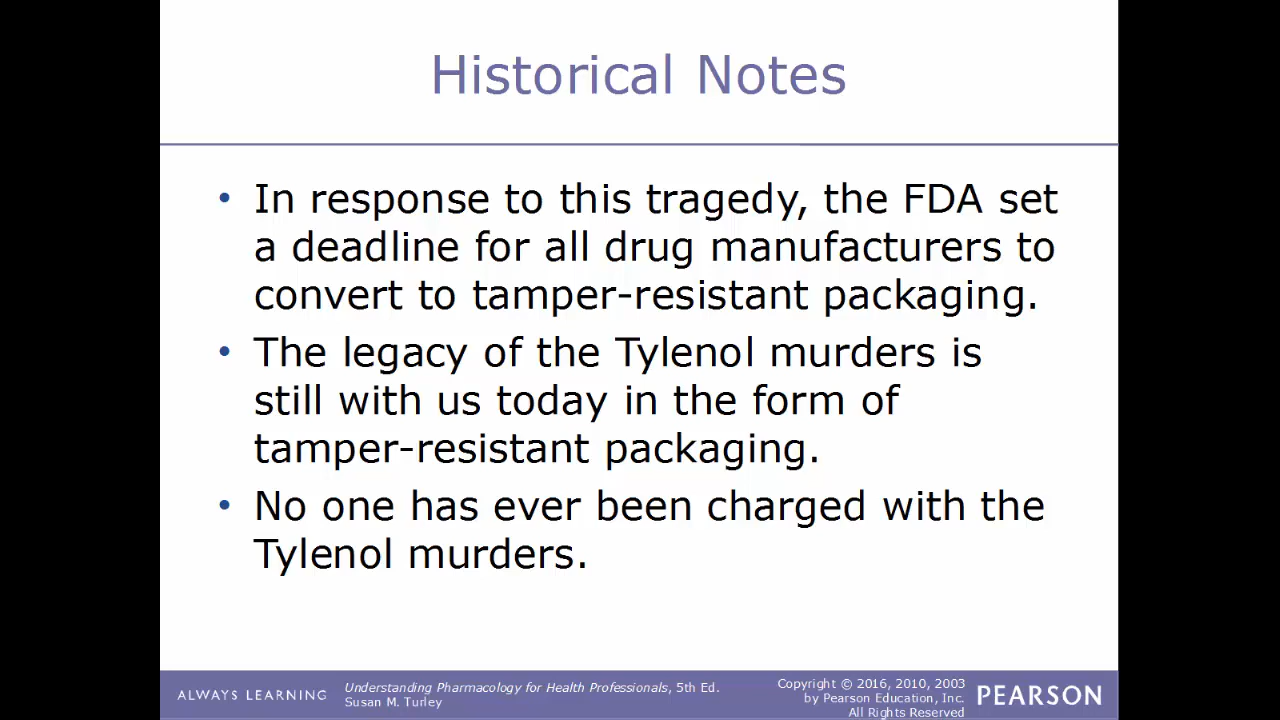 Historical Notes
• In response to this tragedy, the FDA set
a deadline for all drug manufacturers to
convert to tamper-resistant packaging.
• The legacy of the Tylenol murders is
still with us today in the form of
tamper-resistant packaging.
• No one has ever been charged with the
Tylenol murders.
ALWAYS LEARNING
Understanding Pharmacology for Health Professionals, 5th Ed.
Susan M. Turley
Copyright © 2016, 2010, 2003
by Pearson Education, Inc.
All Rights Reserved
PEARSON